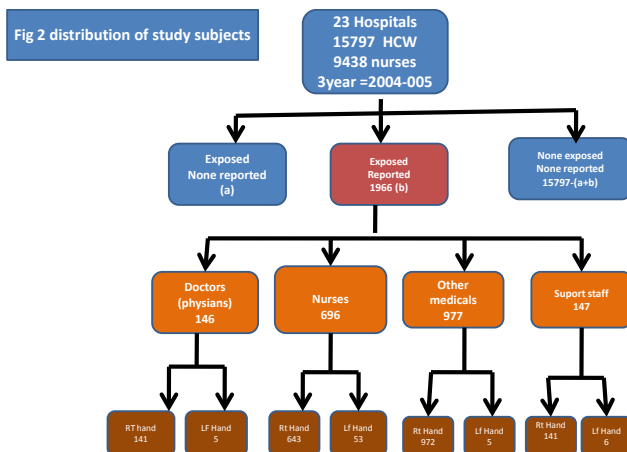 Fig 2 distribution of study subjects
23 Hospitals
15797 HCW
9438 nurses
3year =2004-005
Exposed
None reported
(a)
Exposed
Reported
1966 (b)
None exposed
None reported
15797-(a+b)
Doctors
(physians)
146
Nurses
696
Other
medicals
977
Suport staff
147
RT hand
141
LF Hand
5
Rt Hand
643
Lf Hand
53
Rt Hand
972
Lf Hand
5
Rt Hand
141
Lf Hand
6